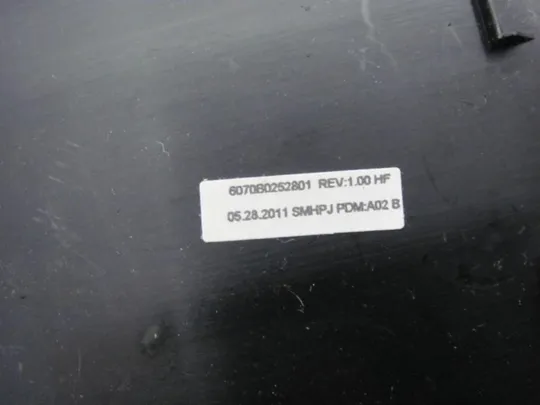 6070B0252801 REV:1.00 HF
05.28.2011 SMHPJ PDM:A02 B